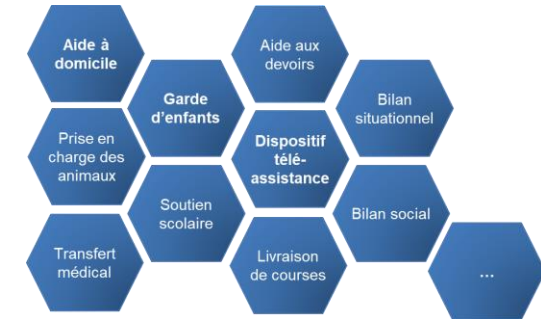 Aide à
domicile
Aide aux
devoirs
Garde
d'enfants
Bilan
situationnel
Prise en
charge des
animaux
Dispositif
télé-
assistance
Soutien
scolaire
Bilan social
Transfert
médical
Livraison
de courses
...